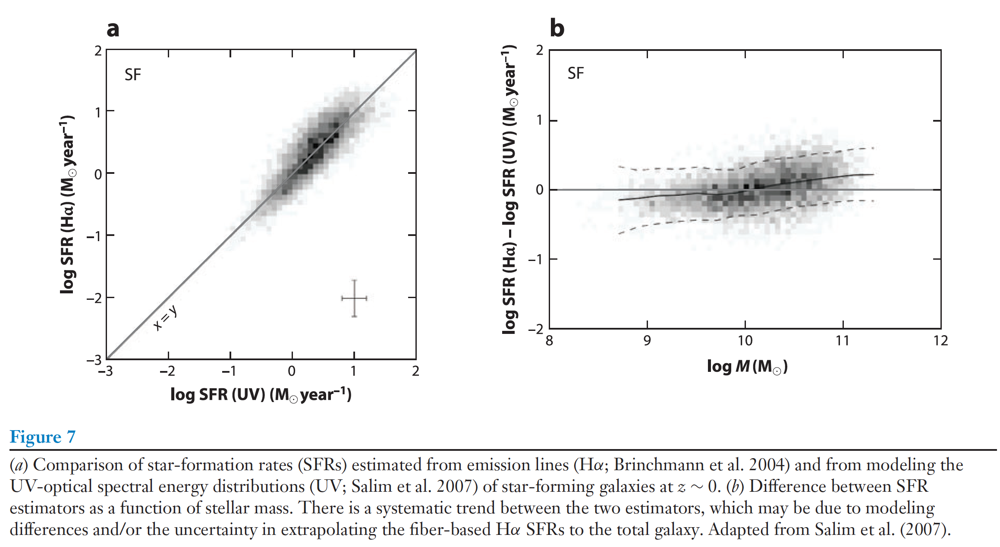 a
2
1
0
−1
−2
−3
SF
x = y
−3
−2
−1
0
1
2
log SFR (Hα) (M☉ year⁻¹)
log SFR (UV) (M☉ year⁻¹)
b
2
1
0
−1
−2
SF
8
9
10
11
12
log SFR (Hα) − log SFR (UV) (M☉ year⁻¹)
log M (M☉)
Figure 7
(a) Comparison of star-formation rates (SFRs) estimated from emission lines (Hα; Brinchmann et al. 2004) and from modeling the
UV-optical spectral energy distributions (UV; Salim et al. 2007) of star-forming galaxies at z ∼ 0. (b) Difference between SFR
estimators as a function of stellar mass. There is a systematic trend between the two estimators, which may be due to modeling
differences and/or the uncertainty in extrapolating the fiber-based Hα SFRs to the total galaxy. Adapted from Salim et al. (2007).